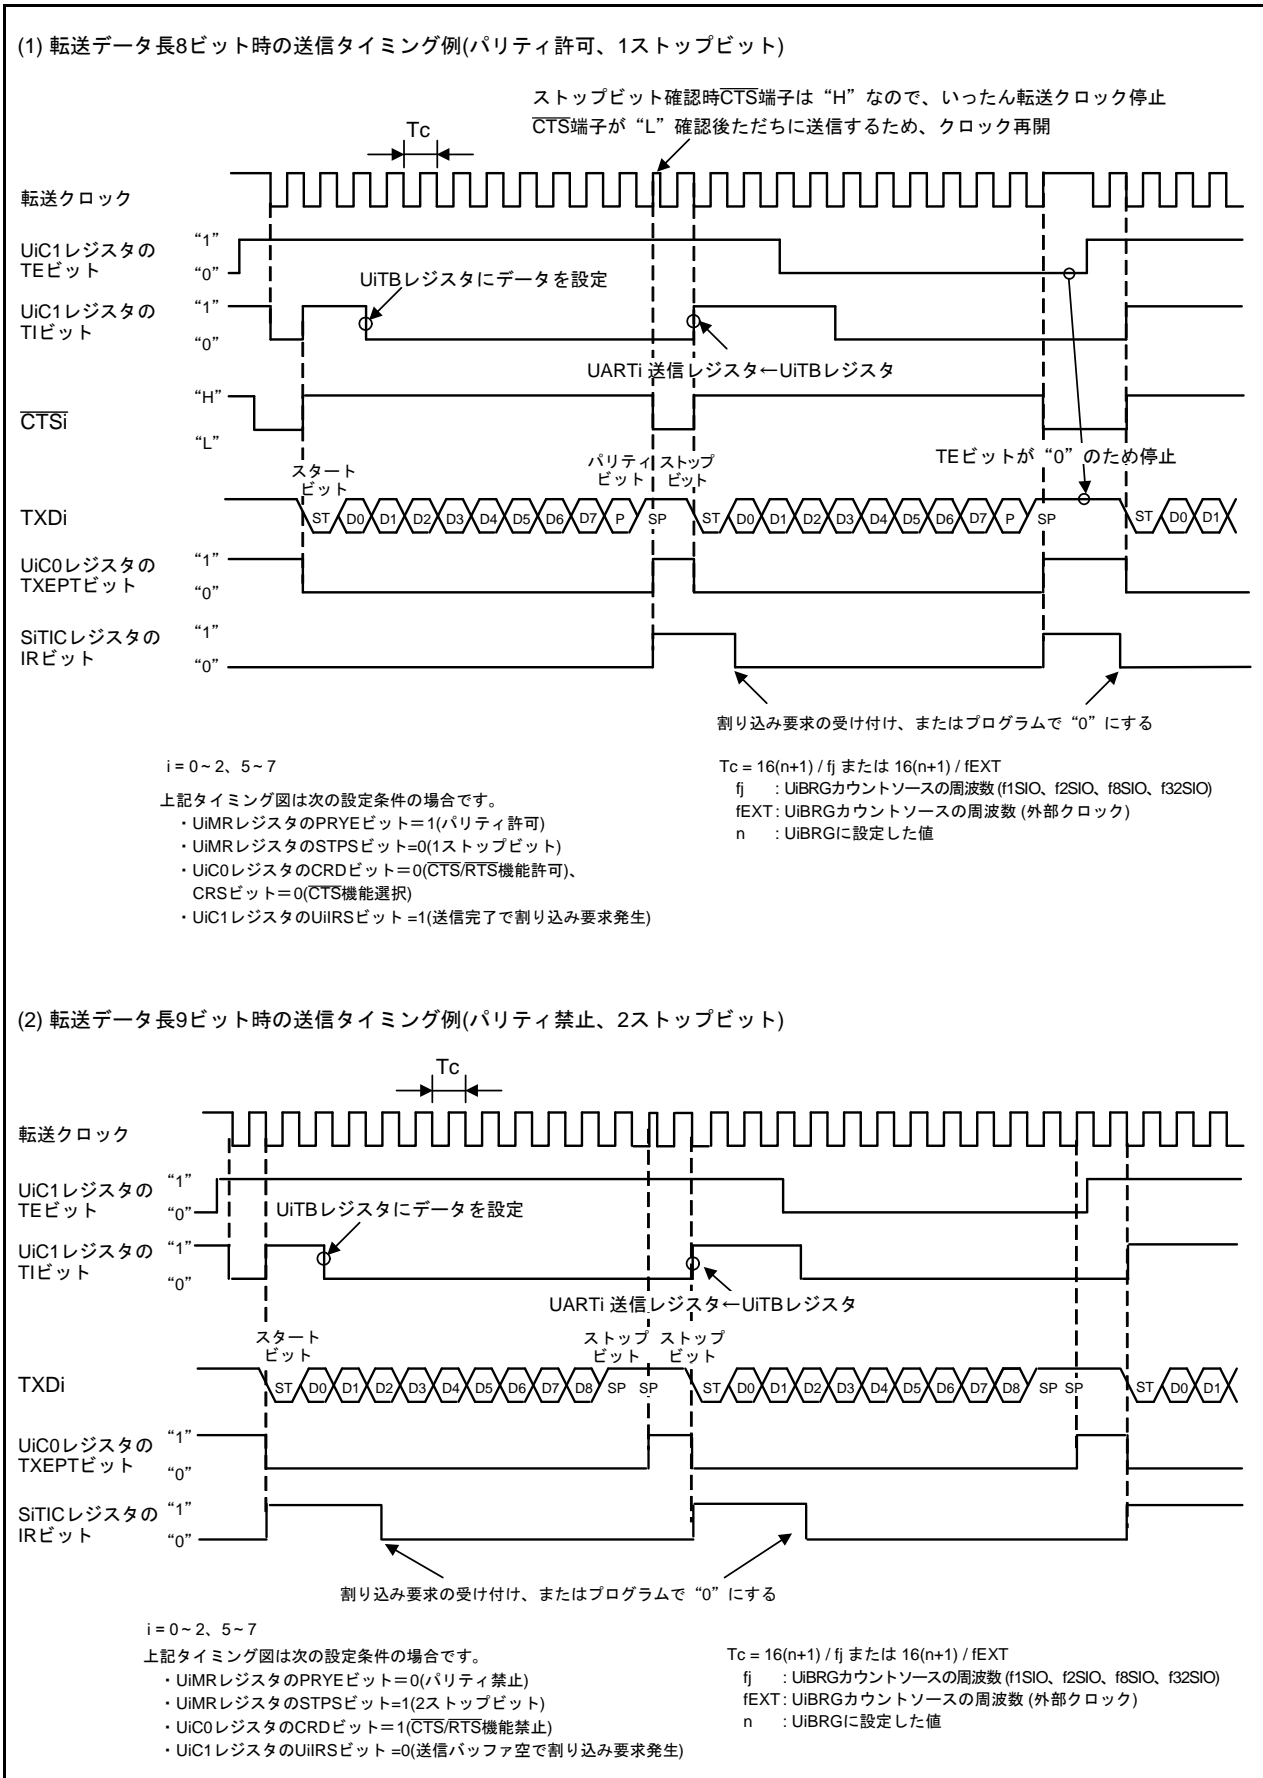 (1) 転送データ長8ビット時の送信タイミング例(パリティ許可、1ストップビット)
ストップビット確認時CTS端子は“H”なので、いったん転送クロック停止
CTS端子が“L”確認後ただちに送信するため、クロック再開
Tc
転送クロック
UiC1レジスタの
TEビット
“1”
“0”
UiTBレジスタにデータを設定
UiC1レジスタの
TIビット
“1”
“0”
UARTi 送信レジスタ←UiTBレジスタ
CTSi
“H”
“L”
TEビットが“0”のため停止
スタート
ビット
パリティ
ビット
ストップ
ビット
TXDi
ST D0 D1 D2 D3 D4 D5 D6 D7 P SP ST D0 D1 D2 D3 D4 D5 D6 D7 P SP ST D0 D1
UiC0レジスタの
TXEPTビット
“1”
“0”
SiTICレジスタの
IRビット
“1”
“0”
割り込み要求の受け付け、またはプログラムで“0”にする
i = 0~2、5~7
上記タイミング図は次の設定条件の場合です。
・UiMRレジスタのPRYEビット=1(パリティ許可)
・UiMRレジスタのSTPSビット=0(1ストップビット)
・UiC0レジスタのCRDビット=0(CTS/RTS機能許可)、
CRSビット=0(CTS機能選択)
・UiC1レジスタのUiIRSビット =1(送信完了で割り込み要求発生)
Tc = 16(n+1) / fj または 16(n+1) / fEXT
fj : UiBRGカウントソースの周波数 (f1SIO、f2SIO、f8SIO、f32SIO)
fEXT : UiBRGカウントソースの周波数 (外部クロック)
n : UiBRGに設定した値
(2) 転送データ長9ビット時の送信タイミング例(パリティ禁止、2ストップビット)
Tc
転送クロック
UiC1レジスタの
TEビット
“1”
“0”
UiTBレジスタにデータを設定
UiC1レジスタの
TIビット
“1”
“0”
UARTi 送信レジスタ←UiTBレジスタ
スタート
ビット
ストップ
ビット
ストップ
ビット
TXDi
ST D0 D1 D2 D3 D4 D5 D6 D7 D8 SP SP ST D0 D1 D2 D3 D4 D5 D6 D7 D8 SP SP ST D0 D1
UiC0レジスタの
TXEPTビット
“1”
“0”
SiTICレジスタの
IRビット
“1”
“0”
割り込み要求の受け付け、またはプログラムで“0”にする
i = 0~2、5~7
上記タイミング図は次の設定条件の場合です。
・UiMRレジスタのPRYEビット=0(パリティ禁止)
・UiMRレジスタのSTPSビット=1(2ストップビット)
・UiC0レジスタのCRDビット=1(CTS/RTS機能禁止)
・UiC1レジスタのUiIRSビット =0(送信バッファ空で割り込み要求発生)
Tc = 16(n+1) / fj または 16(n+1) / fEXT
fj : UiBRGカウントソースの周波数 (f1SIO、f2SIO、f8SIO、f32SIO)
fEXT : UiBRGカウントソースの周波数 (外部クロック)
n : UiBRGに設定した値